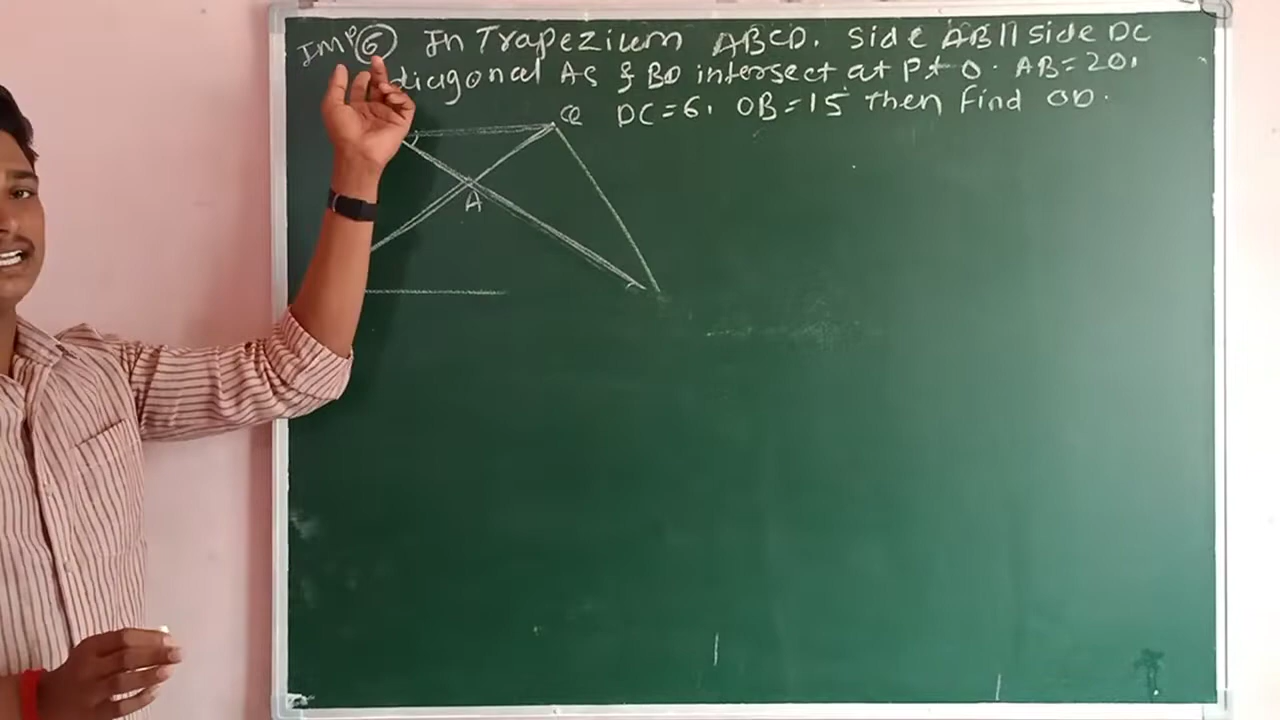 IMP 6 In Trapezium ABCD. Side AB || side DC
diagonal AC & BD intersect at Pt O. AB=20,
DC=6, OB=15 then find OD.
Q
A